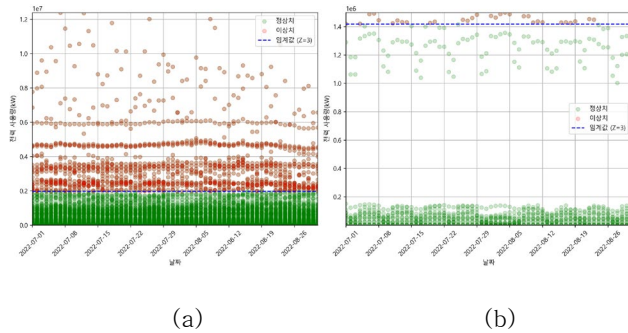 1e7
1.2
1.0
0.8
0.6
0.4
0.2
0.0
전력 사용량(kW)
정상치
이상치
임계값 (Z=3)
2022-07-01
2022-07-08
2022-07-15
2022-07-22
2022-07-29
2022-08-05
2022-08-12
2022-08-19
2022-08-26
날짜
(a)
1e6
1.4
1.2
1.0
0.8
0.6
0.4
0.2
전력 사용량(kW)
정상치
이상치
임계값 (Z=3)
2022-07-01
2022-07-08
2022-07-15
2022-07-22
2022-07-29
2022-08-05
2022-08-12
2022-08-19
2022-08-26
날짜
(b)